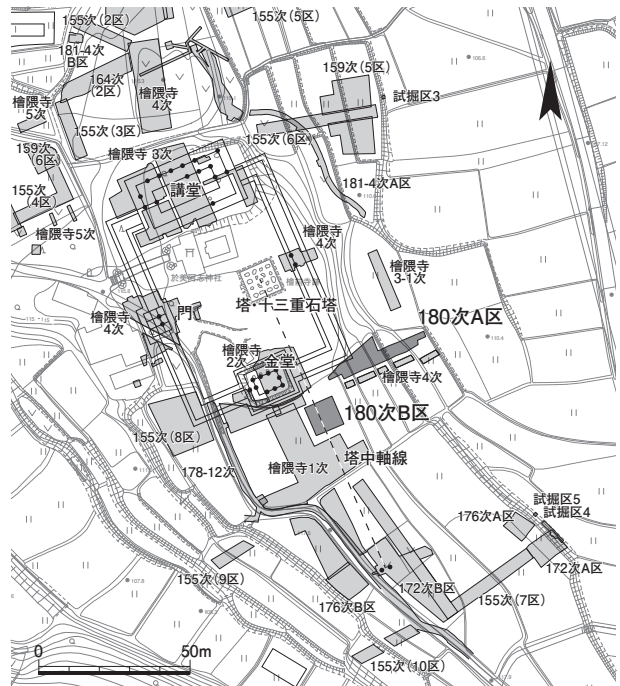 155次(2区)
155次(5区)
181-4次
B区
164次
(2区)
檜隈寺
4次
159次(5区)
試掘区3
檜隈寺
5次
155次(3区)
155次(6区)
159次
(6区)
檜隈寺 3次
講堂
181-4次A区
155次
(4区)
檜隈寺5次
檜隈寺
4次
檜隈寺
3-1次
於美阿志神社
塔・十三重石塔
檜隈寺
4次
門
180次A区
檜隈寺
2次
金堂
檜隈寺4次
180次B区
155次(8区)
178-12次
檜隈寺1次
塔中軸線
試掘区5
176次A区
試掘区4
172次A区
155次(9区)
172次B区
155次(7区)
176次B区
155次(10区)
0
50m